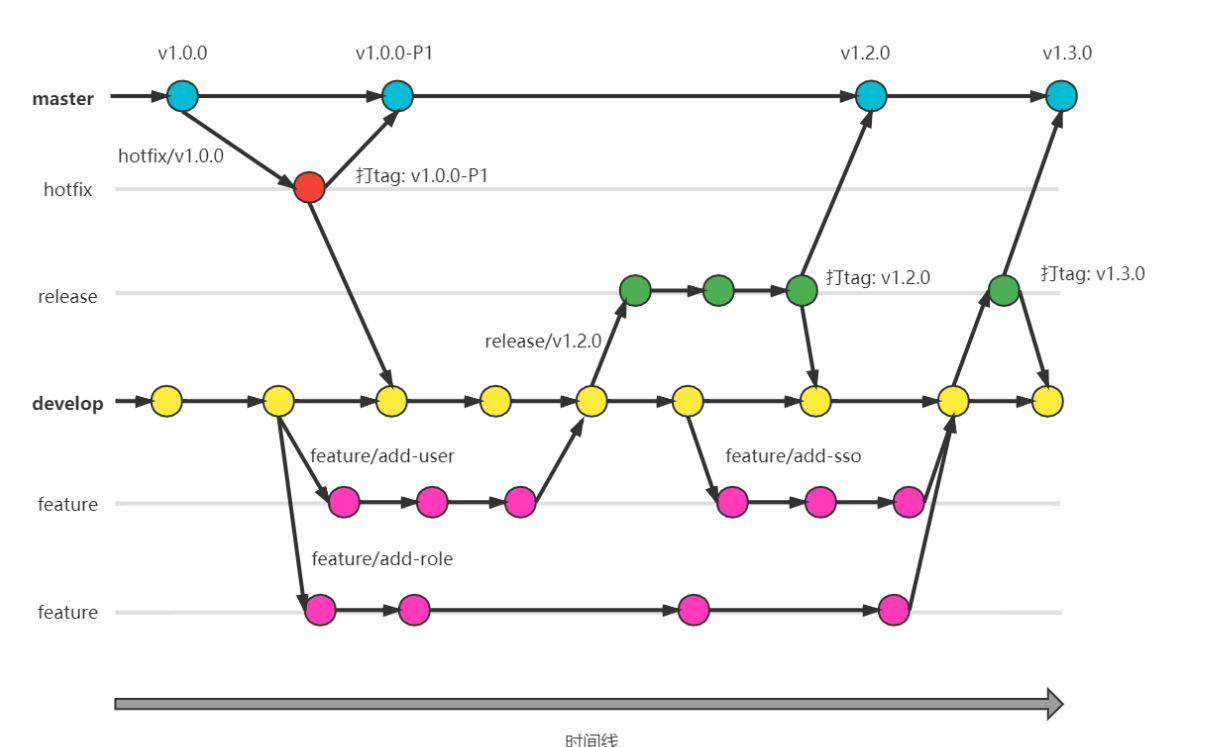 v1.0.0
v1.0.0-P1
v1.2.0
v1.3.0
master
hotfix/v1.0.0
打tag: v1.0.0-P1
hotfix
打tag: v1.3.0
打tag: v1.2.0
release
release/v1.2.0
develop
feature/add-user
feature/add-sso
feature
feature/add-role
feature
时间线